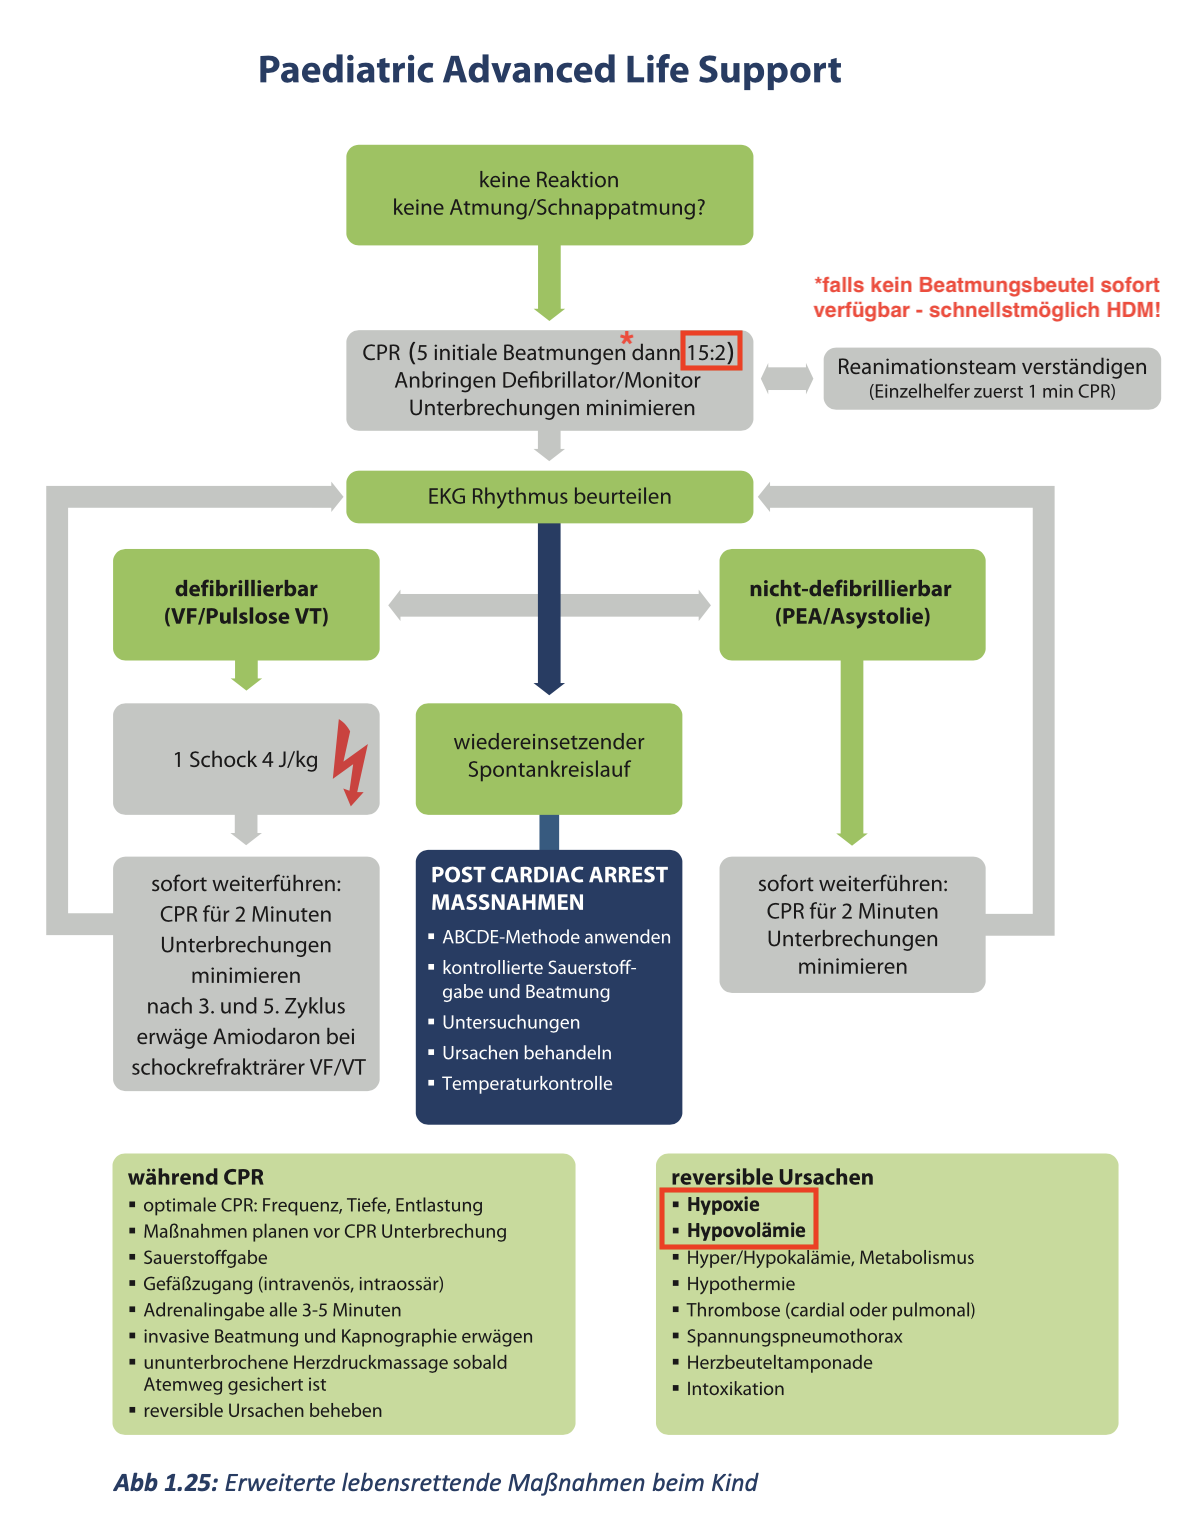 Paediatric Advanced Life Support
keine Reaktion
keine Atmung/Schnappatmung?
*falls kein Beatmungsbeutel sofort
verfügbar - schnellstmöglich HDM!
*
CPR (5 initiale Beatmungen dann 15:2)
Anbringen Defibrillator/Monitor
Unterbrechungen minimieren
Reanimationsteam verständigen
(Einzelhelfer zuerst 1 min CPR)
EKG Rhythmus beurteilen
defibrillierbar
(VF/Pulslose VT)
nicht-defibrillierbar
(PEA/Asystolie)
1 Schock 4 J/kg
wiedereinsetzender
Spontankreislauf
sofort weiterführen:
CPR für 2 Minuten
Unterbrechungen
minimieren
nach 3. und 5. Zyklus
erwäge Amiodaron bei
schockrefrakträrer VF/VT
POST CARDIAC ARREST
MASSNAHMEN
▪ ABCDE-Methode anwenden
▪ kontrollierte Sauerstoff-
gabe und Beatmung
▪ Untersuchungen
▪ Ursachen behandeln
▪ Temperaturkontrolle
sofort weiterführen:
CPR für 2 Minuten
Unterbrechungen
minimieren
während CPR
▪ optimale CPR: Frequenz, Tiefe, Entlastung
▪ Maßnahmen planen vor CPR Unterbrechung
▪ Sauerstoffgabe
▪ Gefäßzugang (intravenös, intraossär)
▪ Adrenalingabe alle 3-5 Minuten
▪ invasive Beatmung und Kapnographie erwägen
▪ ununterbrochene Herzdruckmassage sobald
Atemweg gesichert ist
▪ reversible Ursachen beheben
reversible Ursachen
▪ Hypoxie
▪ Hypovolämie
▪ Hyper/Hypokalämie, Metabolismus
▪ Hypothermie
▪ Thrombose (cardial oder pulmonal)
▪ Spannungspneumothorax
▪ Herzbeuteltamponade
▪ Intoxikation
Abb 1.25: Erweiterte lebensrettende Maßnahmen beim Kind